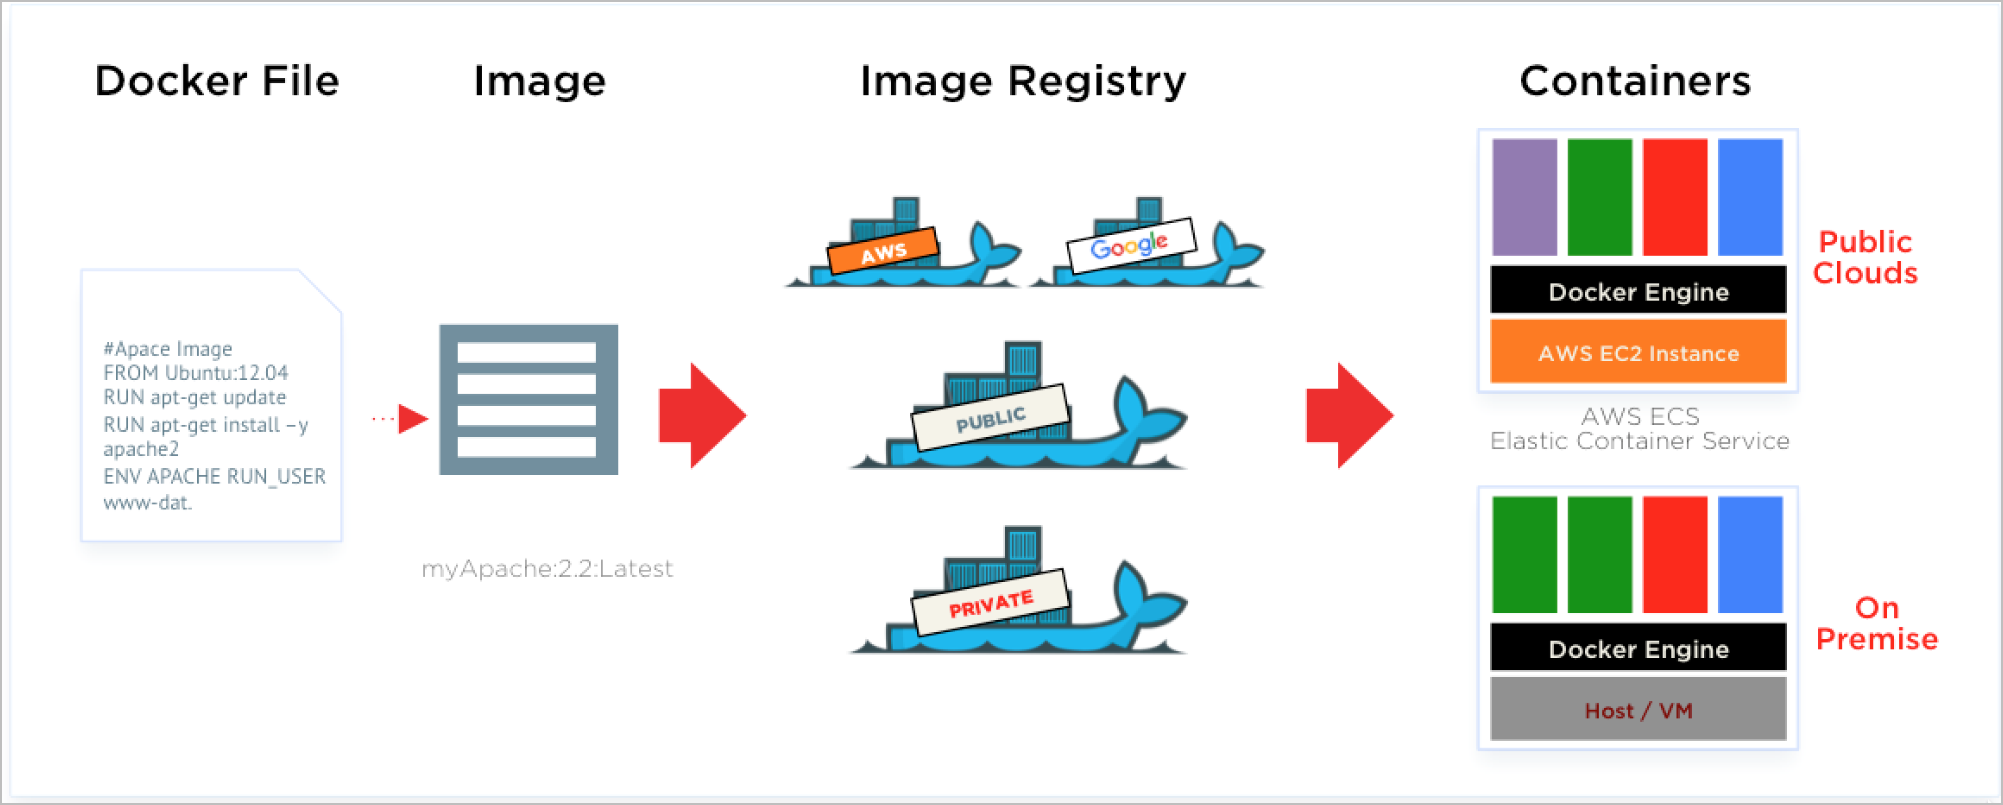 Docker File
Image
Image Registry
Containers
#Apace Image
FROM Ubuntu:12.04
RUN apt-get update
RUN apt-get install –y
apache2
ENV APACHE RUN_USER
www-dat.
myApache:2.2:Latest
AWS
Google
PUBLIC
PRIVATE
Docker Engine
AWS EC2 Instance
AWS ECS
Elastic Container Service
Public
Clouds
Docker Engine
Host / VM
On
Premise